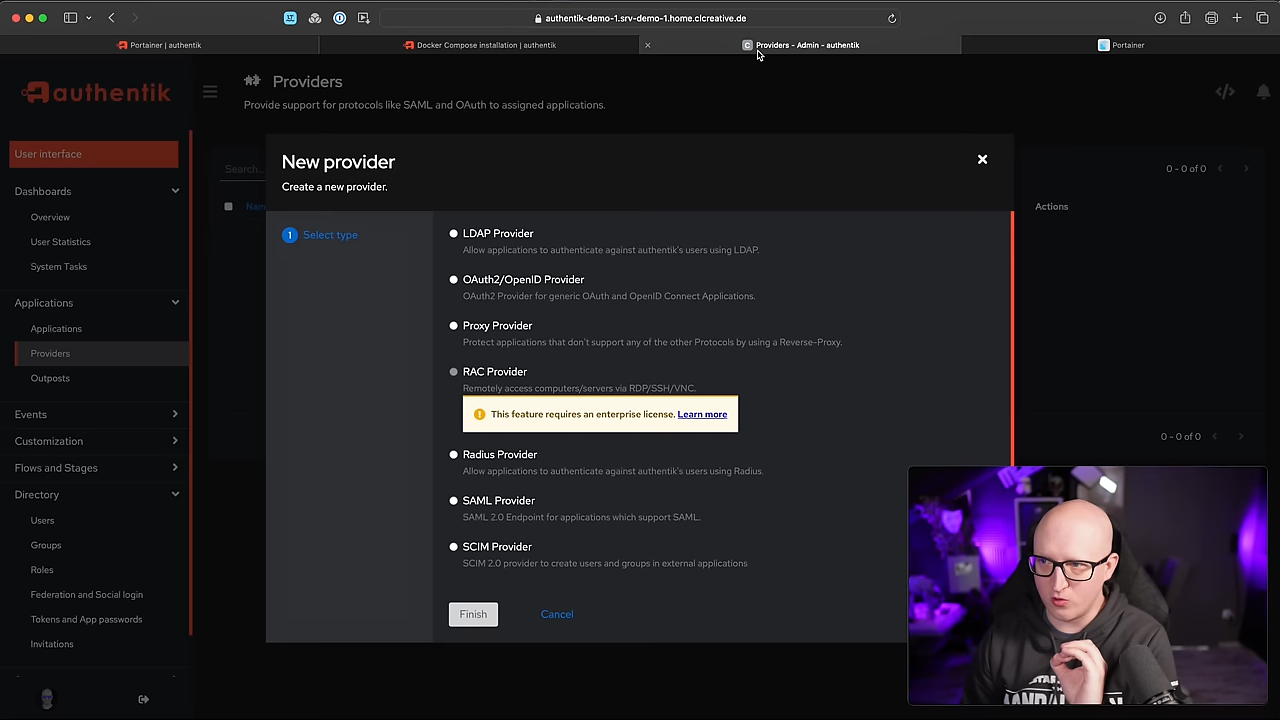 authentik-demo-1.srv-demo-1.home.clcreative.de
Portainer | authentik
Docker Compose installation | authentik
Providers - Admin - authentik
Portainer
authentik
Providers
Provide support for protocols like SAML and OAuth to assigned applications.
User interface
Dashboards
Overview
User Statistics
System Tasks
Applications
Applications
Providers
Outposts
Events
Customization
Flows and Stages
Directory
Users
Groups
Roles
Federation and Social login
Tokens and App passwords
Invitations
Search...
0 - 0 of 0
Actions
0 - 0 of 0
New provider
Create a new provider.
1 Select type
LDAP Provider
Allow applications to authenticate against authentik's users using LDAP.
OAuth2/OpenID Provider
OAuth2 Provider for generic OAuth and OpenID Connect Applications.
Proxy Provider
Protect applications that don't support any of the other Protocols by using a Reverse-Proxy.
RAC Provider
Remotely access computers/servers via RDP/SSH/VNC.
This feature requires an enterprise license. Learn more
Radius Provider
Allow applications to authenticate against authentik's users using Radius.
SAML Provider
SAML 2.0 Endpoint for applications which support SAML.
SCIM Provider
SCIM 2.0 provider to create users and groups in external applications
Finish
Cancel